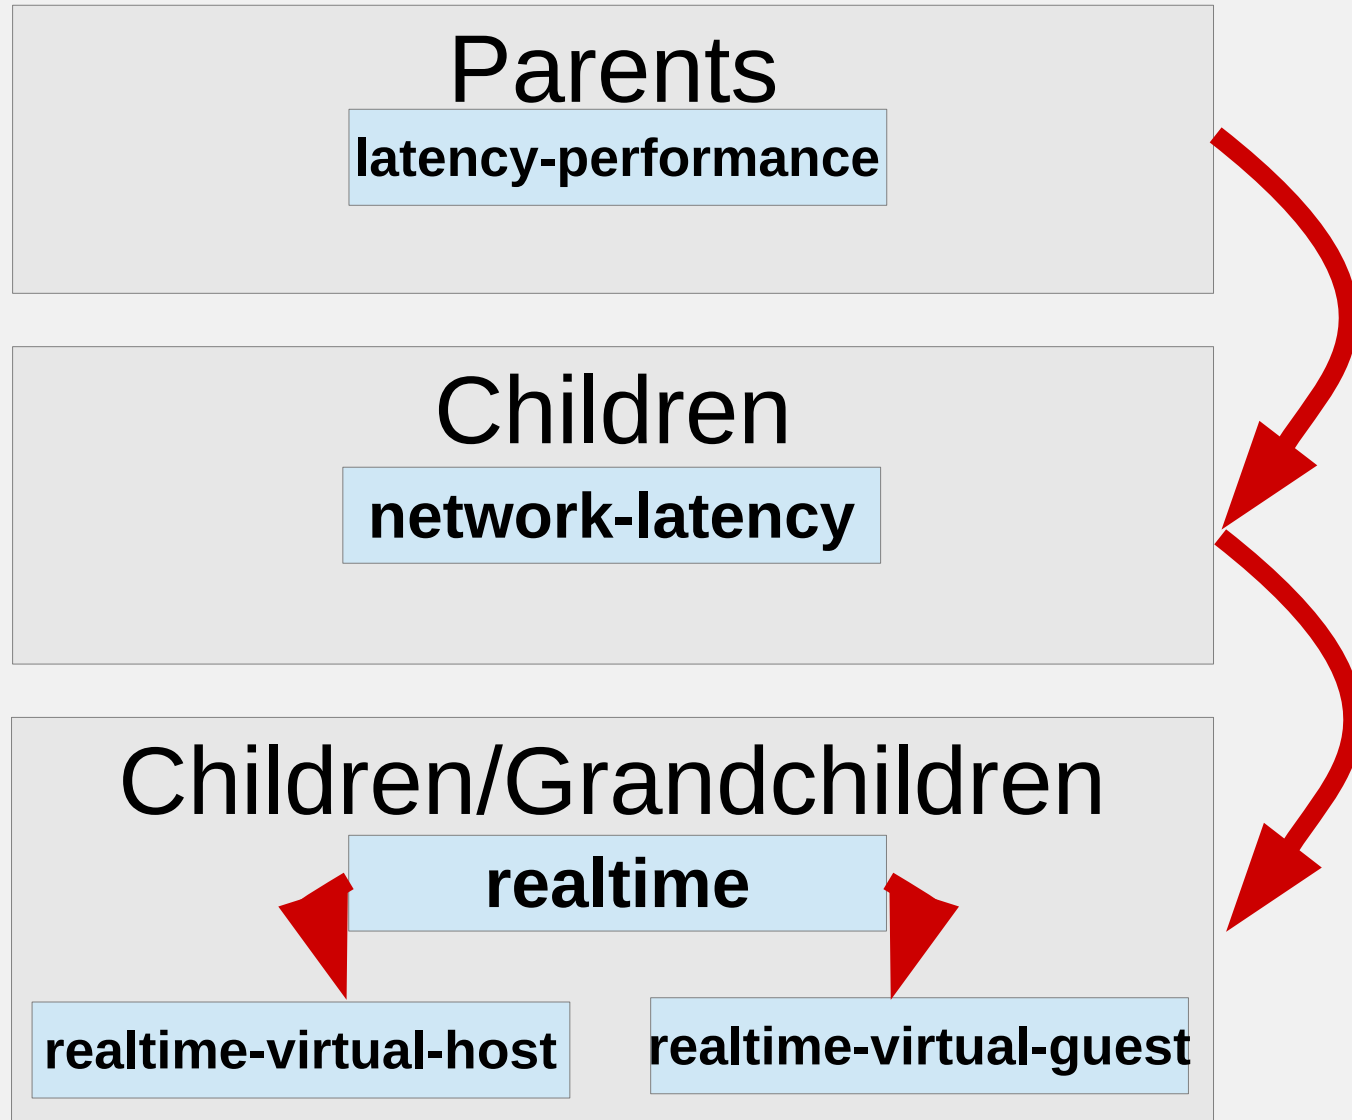 Parents
latency-performance
Children
network-latency
Children/Grandchildren
realtime
realtime-virtual-host
realtime-virtual-guest